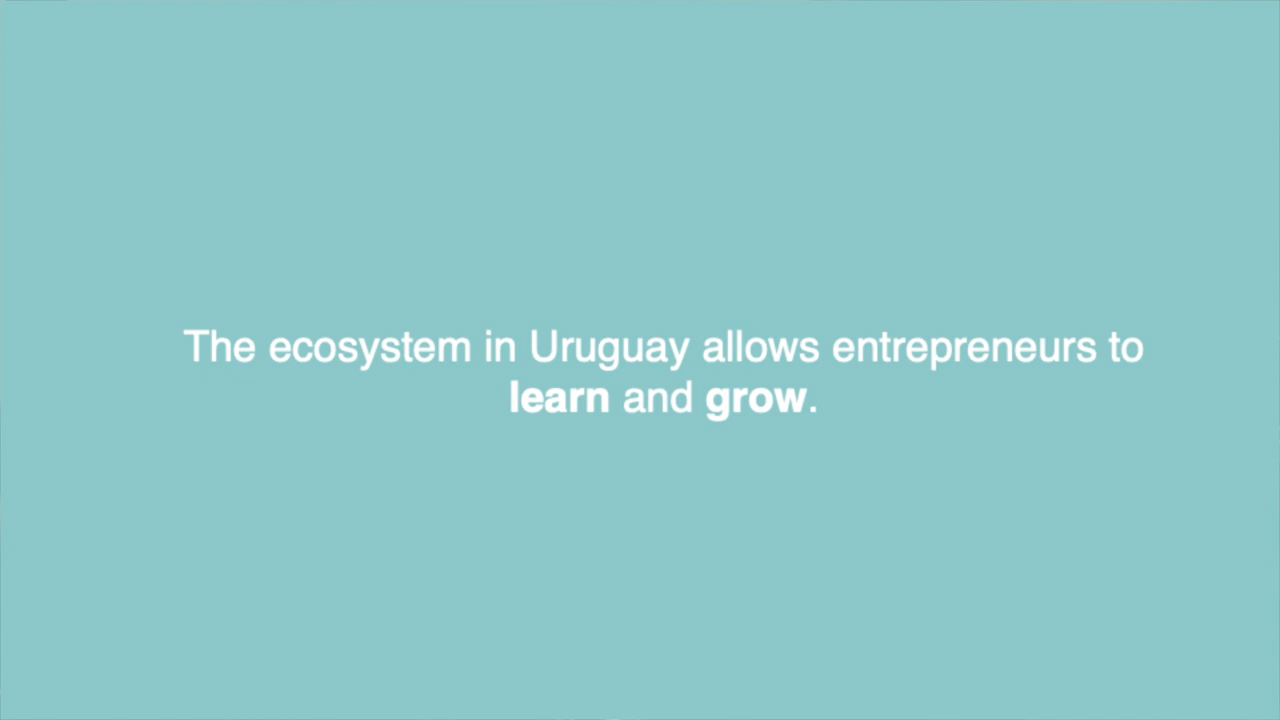 The ecosystem in Uruguay allows entrepreneurs to
learn and grow.